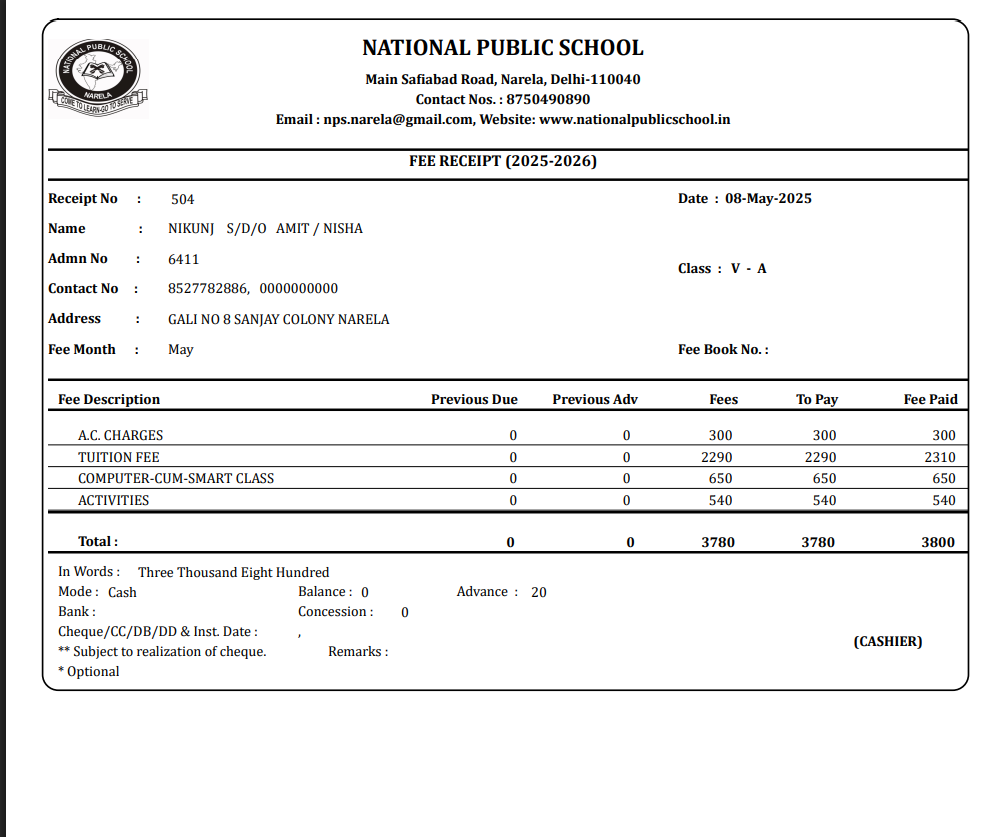 NATIONAL PUBLIC SCHOOL
NARELA
COME TO LEARN-GO TO SERVE
NATIONAL PUBLIC SCHOOL
Main Safiabad Road, Narela, Delhi-110040
Contact Nos. : 8750490890
Email : nps.narela@gmail.com, Website: www.nationalpublicschool.in
FEE RECEIPT (2025-2026)
Receipt No : 504 Date : 08-May-2025
Name : NIKUNJ S/D/O AMIT / NISHA
Admn No : 6411
Class : V - A
Contact No : 8527782886, 0000000000
Address : GALI NO 8 SANJAY COLONY NARELA
Fee Month : May Fee Book No. :
Fee Description Previous Due Previous Adv Fees To Pay Fee Paid
A.C. CHARGES 0 0 300 300 300
TUITION FEE 0 0 2290 2290 2310
COMPUTER-CUM-SMART CLASS 0 0 650 650 650
ACTIVITIES 0 0 540 540 540
Total : 0 0 3780 3780 3800
In Words : Three Thousand Eight Hundred
Mode : Cash Balance : 0 Advance : 20
Bank : Concession : 0
Cheque/CC/DB/DD & Inst. Date : ,
(CASHIER)
** Subject to realization of cheque. Remarks :
* Optional